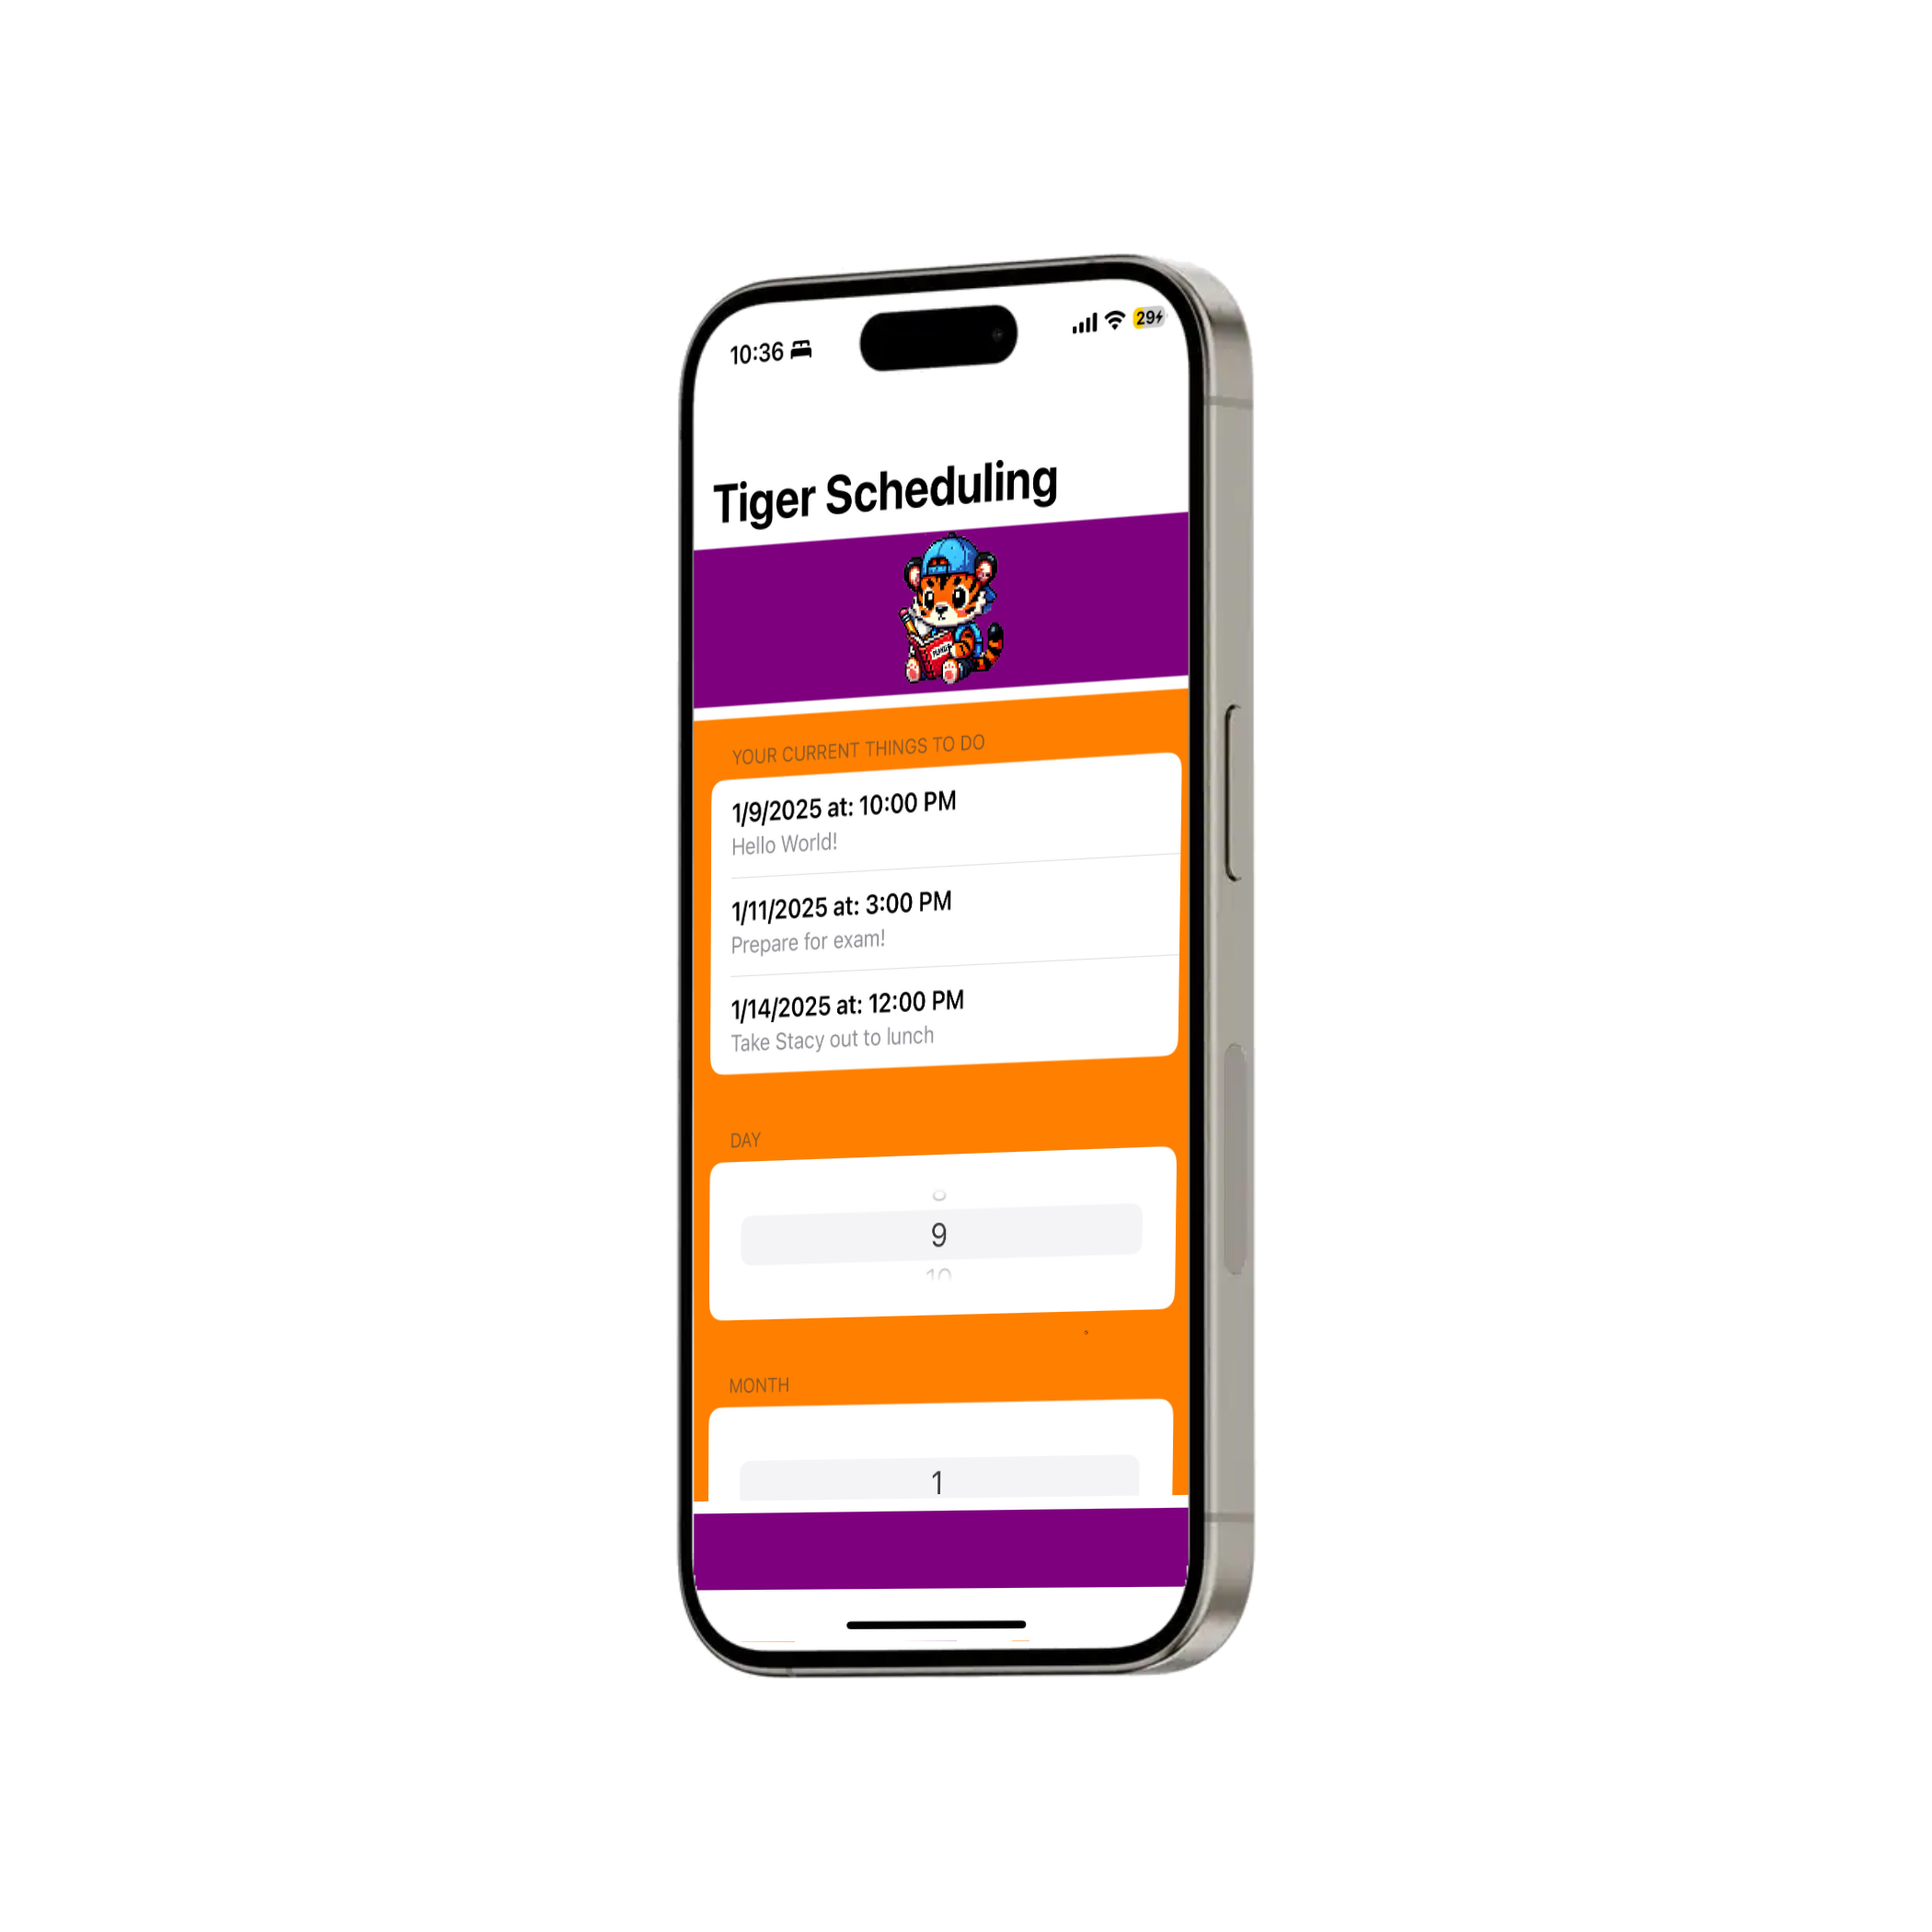 10:36
29
Tiger Scheduling
YOUR CURRENT THINGS TO DO
1/9/2025 at: 10:00 PM
Hello World!
1/11/2025 at: 3:00 PM
Prepare for exam!
1/14/2025 at: 12:00 PM
Take Stacy out to lunch
DAY
8
9
10
MONTH
1